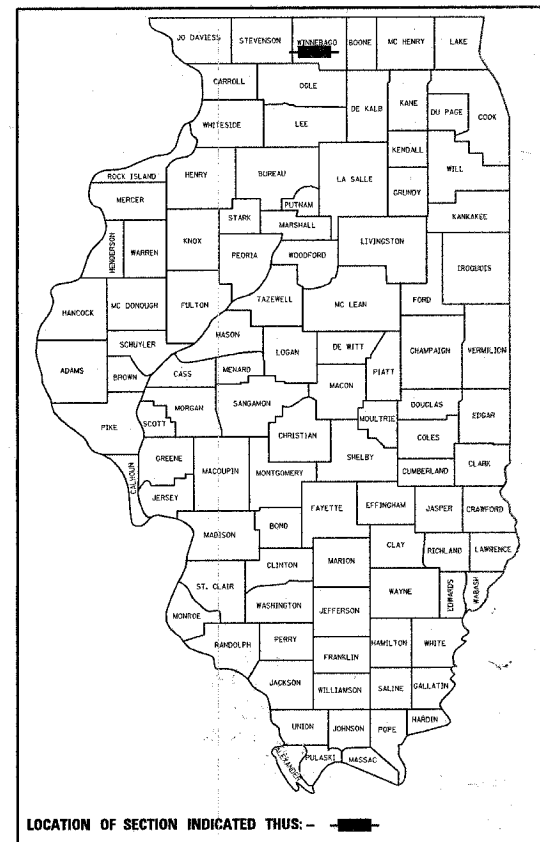 JO DAVIESS
STEVENSON
WINNEBAGO
BOONE
MC HENRY
LAKE
CARROLL
OGLE
DE KALB
KANE
DU PAGE
COOK
WHITESIDE
LEE
KENDALL
WILL
ROCK ISLAND
HENRY
BUREAU
LA SALLE
GRUNDY
MERCER
PUTNAM
KANKAKEE
STARK
MARSHALL
HENDERSON
WARREN
KNOX
PEORIA
WOODFORD
LIVINGSTON
IROQUOIS
HANCOCK
MC DONOUGH
FULTON
TAZEWELL
MC LEAN
FORD
MASON
SCHUYLER
LOGAN
DE WITT
CHAMPAIGN
VERMILION
ADAMS
BROWN
CASS
MENARD
PIATT
MACON
MORGAN
SANGAMON
DOUGLAS
PIKE
SCOTT
CHRISTIAN
MOULTRIE
COLES
EDGAR
GREENE
MACOUPIN
MONTGOMERY
SHELBY
CUMBERLAND
CLARK
CALHOUN
JERSEY
FAYETTE
EFFINGHAM
JASPER
CRAWFORD
MADISON
BOND
CLAY
RICHLAND
LAWRENCE
CLINTON
MARION
ST. CLAIR
WAYNE
EDWARDS
WABASH
MONROE
WASHINGTON
JEFFERSON
RANDOLPH
PERRY
HAMILTON
WHITE
FRANKLIN
JACKSON
WILLIAMSON
SALINE
GALLATIN
UNION
JOHNSON
POPE
HARDIN
ALEXANDER
PULASKI
MASSAC
LOCATION OF SECTION INDICATED THUS: -